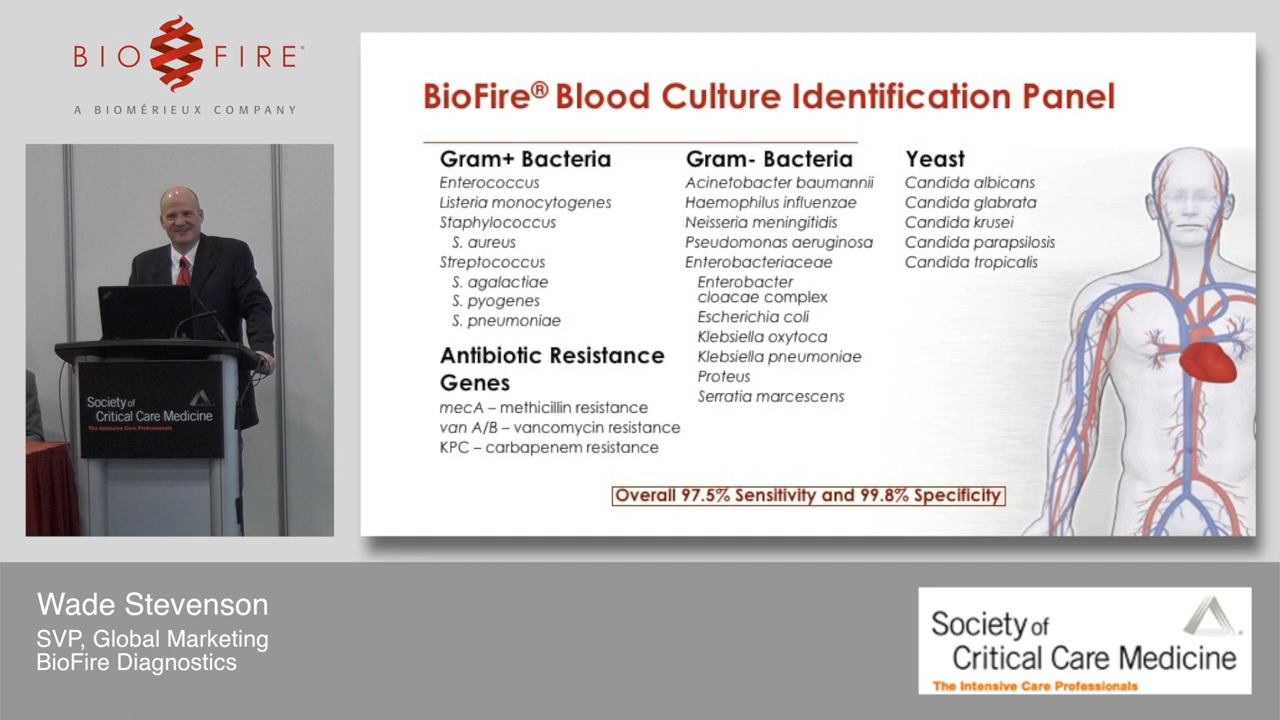 BIO FIRE®
A BIOMÉRIEUX COMPANY
BioFire® Blood Culture Identification Panel
Gram+ Bacteria
Enterococcus
Listeria monocytogenes
Staphylococcus
S. aureus
Streptococcus
S. agalactiae
S. pyogenes
S. pneumoniae
Antibiotic Resistance
Genes
mecA – methicillin resistance
van A/B – vancomycin resistance
KPC – carbapenem resistance
Gram- Bacteria
Acinetobacter baumannii
Haemophilus influenzae
Neisseria meningitidis
Pseudomonas aeruginosa
Enterobacteriaceae
Enterobacter
cloacae complex
Escherichia coli
Klebsiella oxytoca
Klebsiella pneumoniae
Proteus
Serratia marcescens
Yeast
Candida albicans
Candida glabrata
Candida krusei
Candida parapsilosis
Candida tropicalis
Overall 97.5% Sensitivity and 99.8% Specificity
Society of
Critical Care Medicine
The Intensive Care Professionals
Wade Stevenson
SVP, Global Marketing
BioFire Diagnostics
Society of
Critical Care Medicine
The Intensive Care Professionals